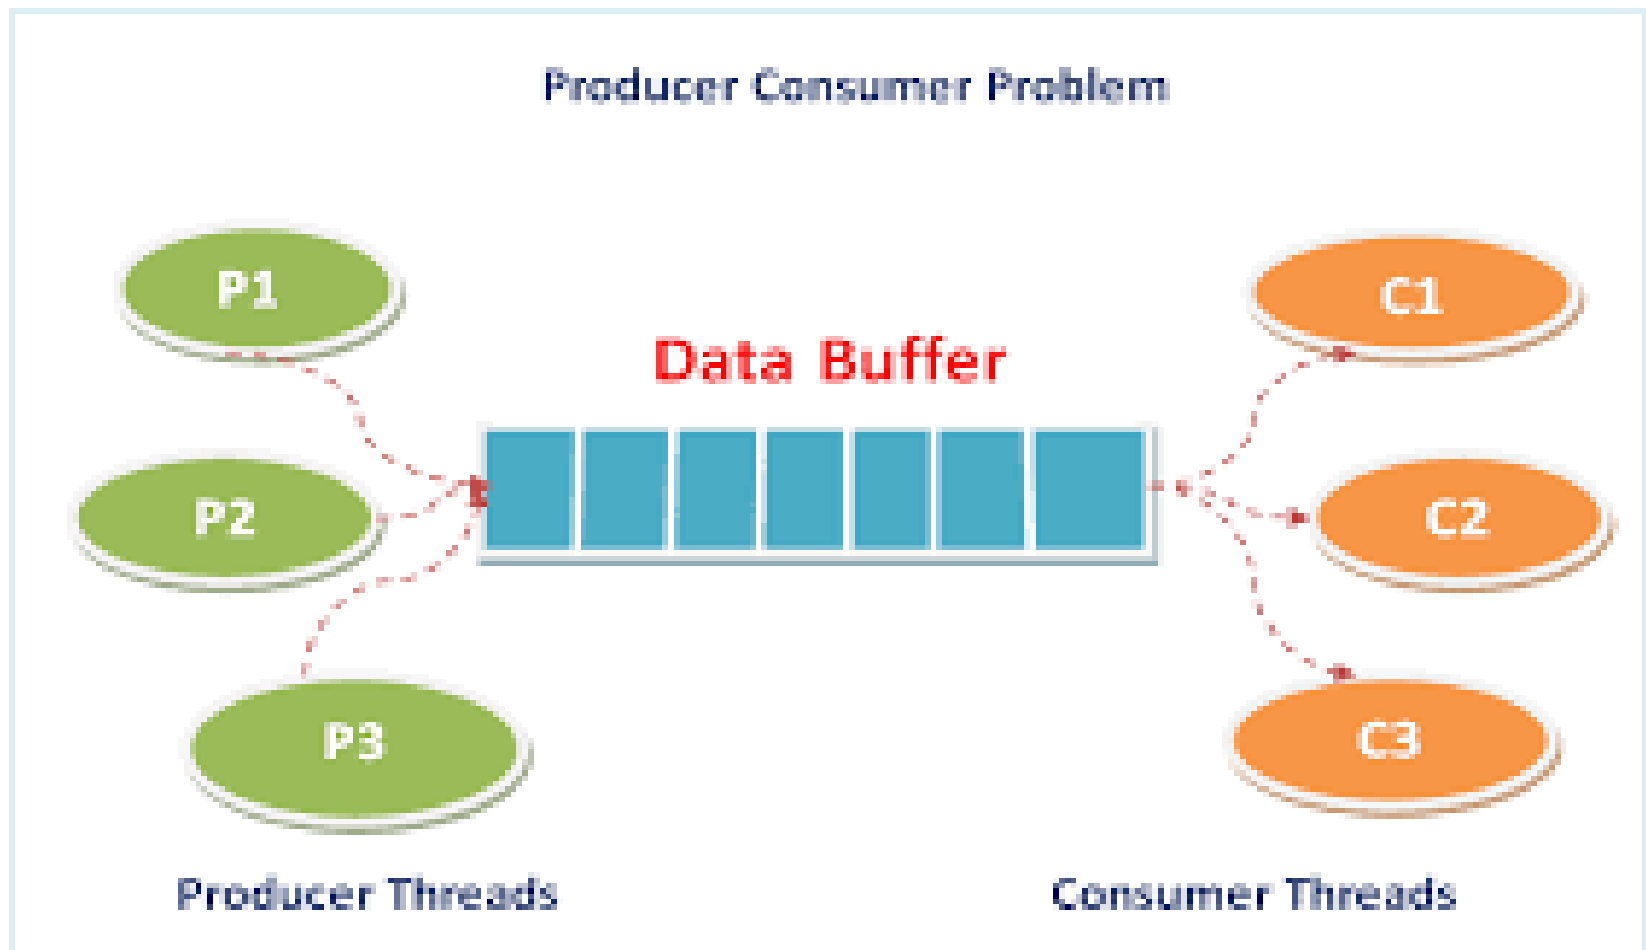 Producer Consumer Problem
P1
C1
Data Buffer
P2
C2
P3
C3
Producer Threads
Consumer Threads